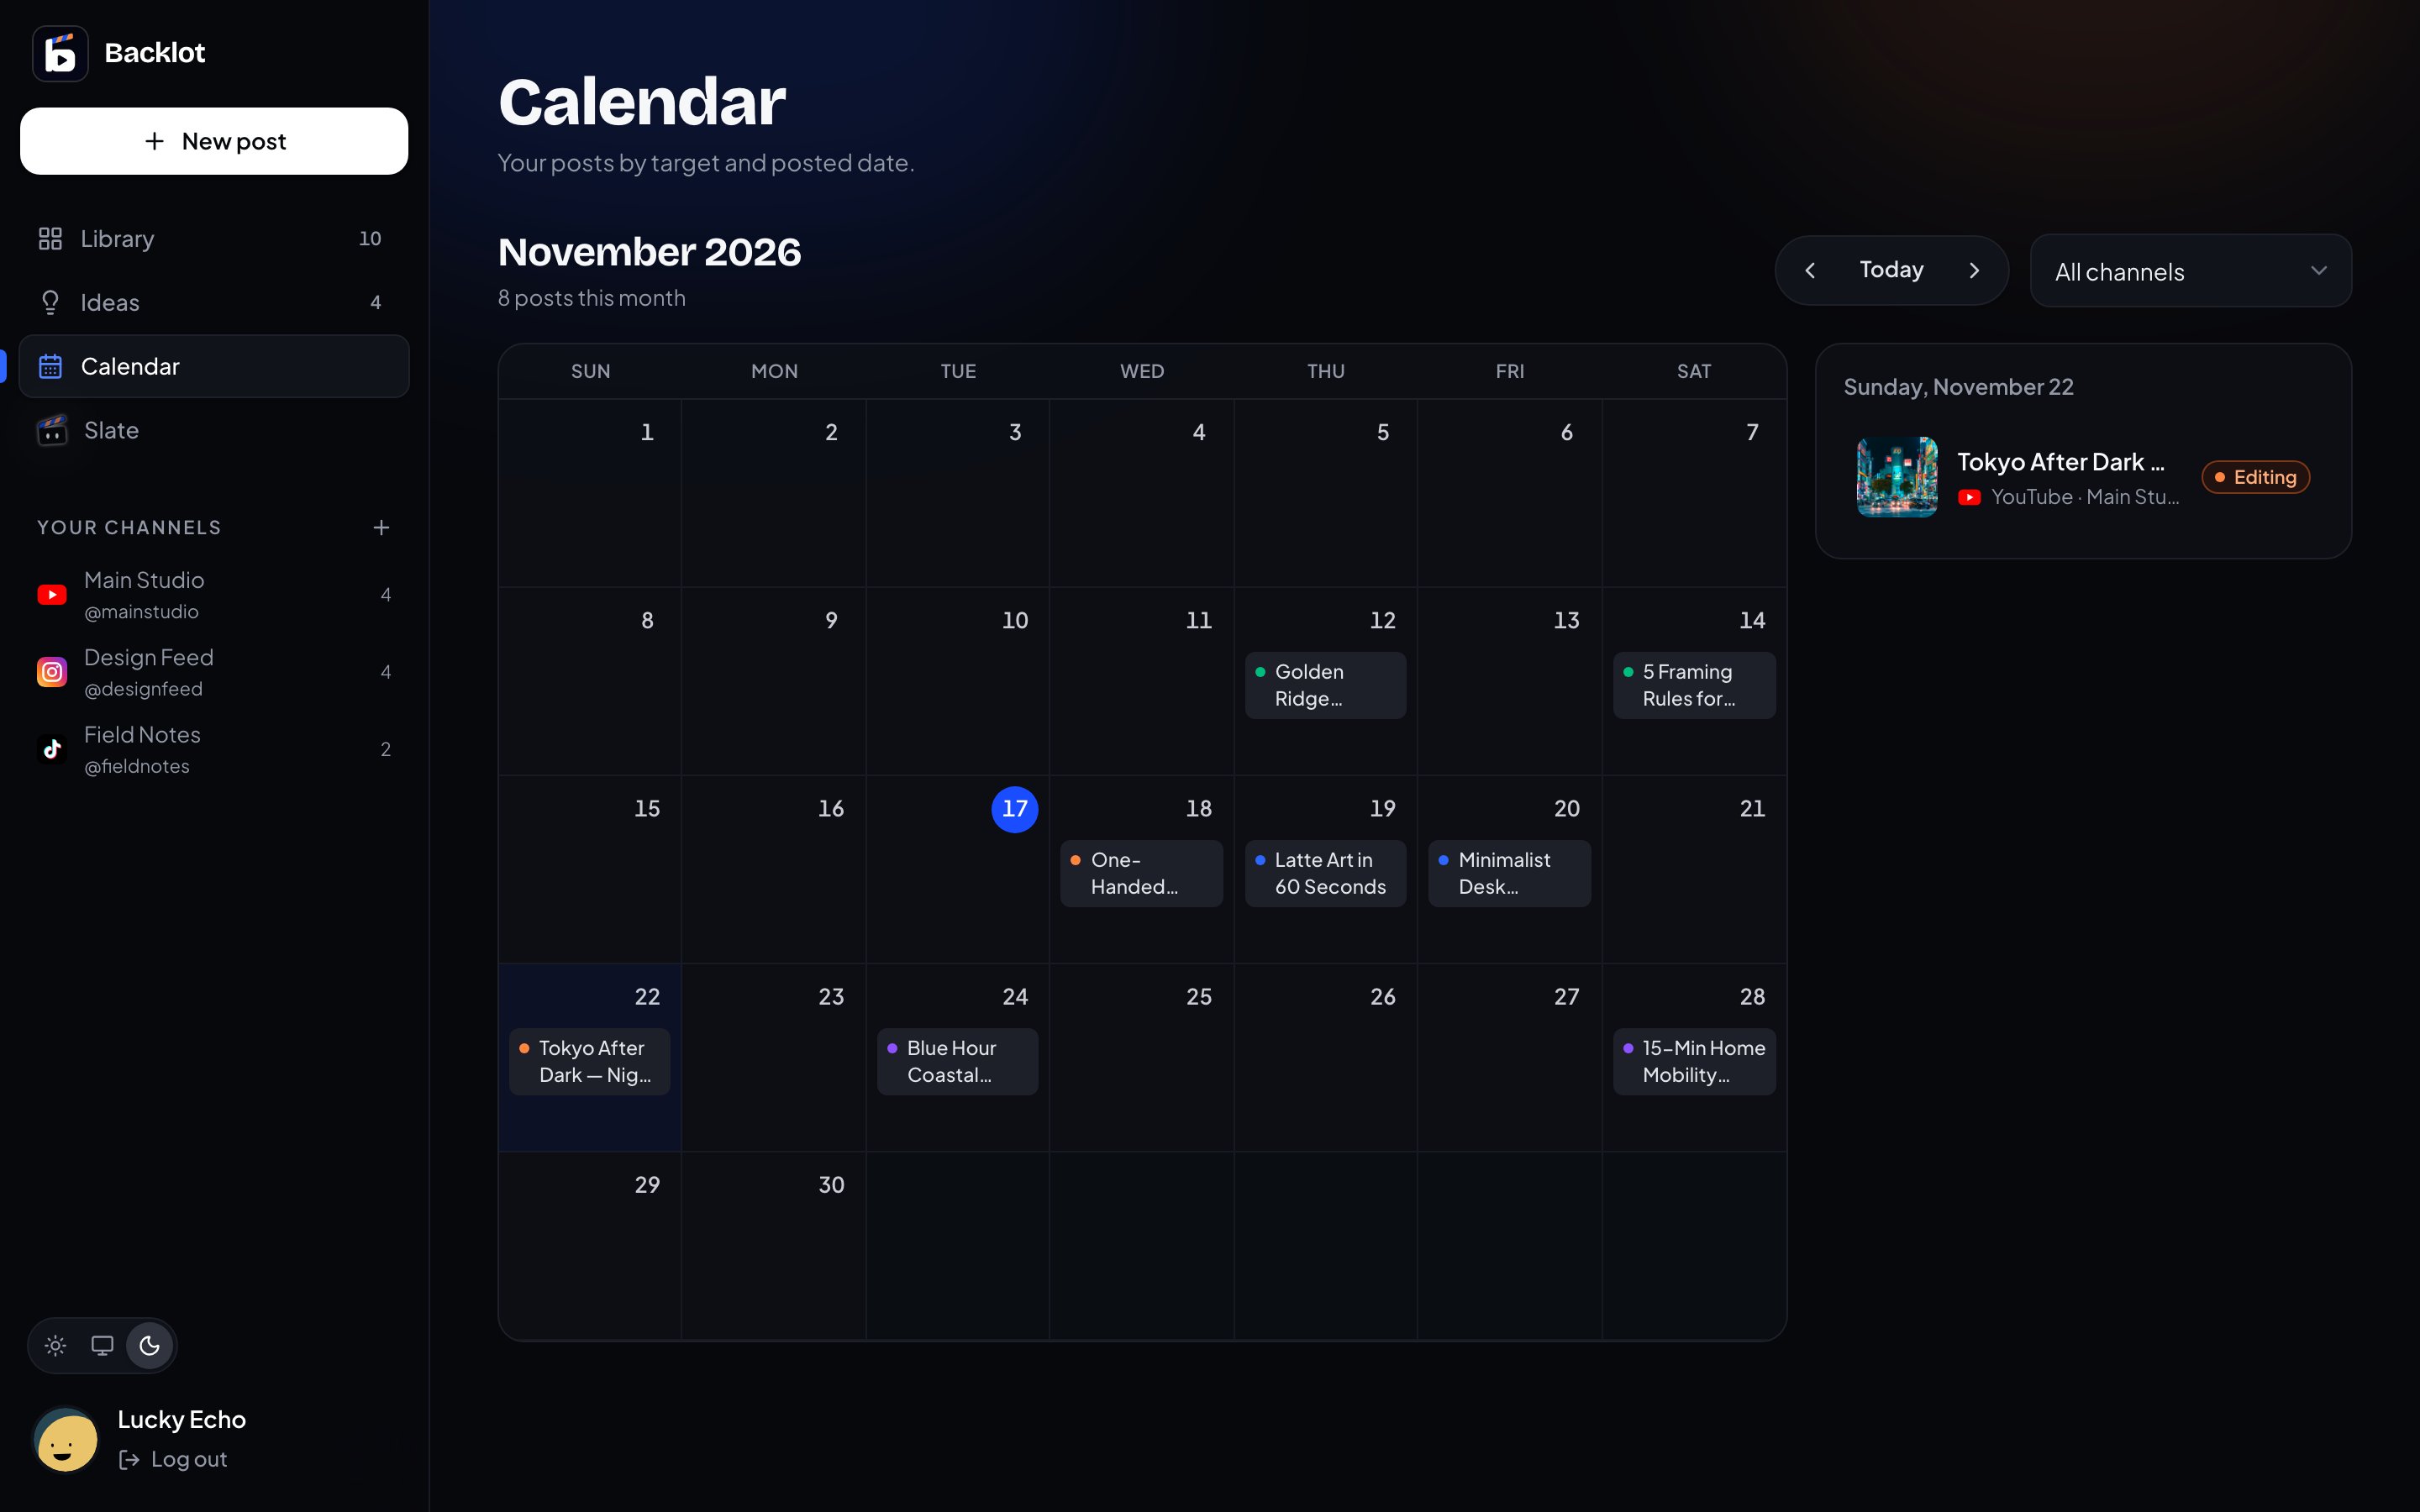 Backlot
New post
Library 10
Ideas 4
Calendar
Slate
YOUR CHANNELS
Main Studio
@mainstudio
4
Design Feed
@designfeed
4
Field Notes
@fieldnotes
2
Lucky Echo
Log out
Calendar
Your posts by target and posted date.
November 2026
8 posts this month
Today
All channels
SUN MON TUE WED THU FRI SAT
1 2 3 4 5 6 7
8 9 10 11 12 13 14
Golden
Ridge...
5 Framing
Rules for...
15 16 17 18 19 20 21
One-
Handed...
Latte Art in
60 Seconds
Minimalist
Desk...
22 23 24 25 26 27 28
Tokyo After
Dark — Nig...
Blue Hour
Coastal...
15-Min Home
Mobility...
29 30
Sunday, November 22
Tokyo After Dark ...
YouTube · Main Stu...
Editing